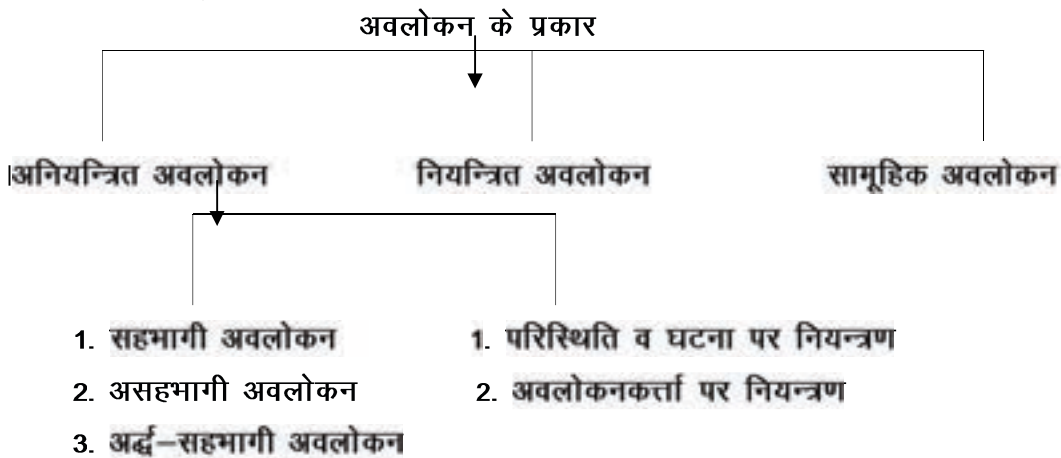 अवलोकन के प्रकार
अनियन्त्रित अवलोकन नियन्त्रित अवलोकन सामूहिक अवलोकन
1. सहभागी अवलोकन 1. परिस्थिति व घटना पर नियन्त्रण
2. असहभागी अवलोकन 2. अवलोकनकर्त्ता पर नियन्त्रण
3. अर्द्ध–सहभागी अवलोकन